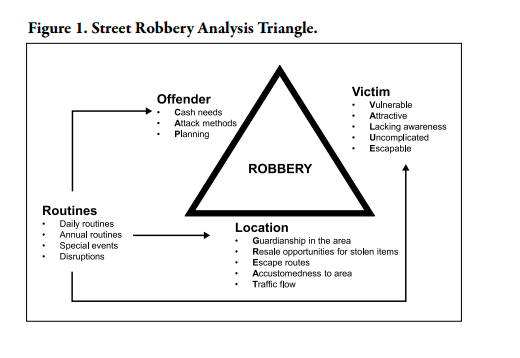 Figure 1. Street Robbery Analysis Triangle.
Offender
• Cash needs
• Attack methods
• Planning
Victim
• Vulnerable
• Attractive
• Lacking awareness
• Uncomplicated
• Escapable
ROBBERY
Routines
• Daily routines
• Annual routines
• Special events
• Disruptions
Location
• Guardianship in the area
• Resale opportunities for stolen items
• Escape routes
• Accustomedness to area
• Traffic flow